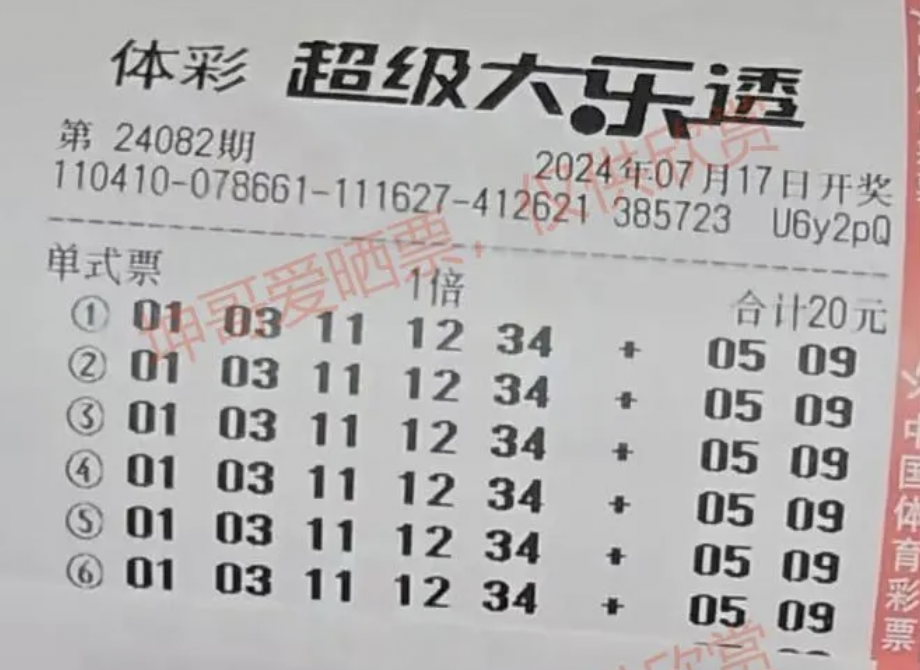 体彩 超级大乐透
第 24082期 2024年07月17日开奖
110410-078661-111627-412621 385723 U6y2pQ
单式票 1倍 合计20元
① 01 03 11 12 34 + 05 09
② 01 03 11 12 34 + 05 09
③ 01 03 11 12 34 + 05 09
④ 01 03 11 12 34 + 05 09
⑤ 01 03 11 12 34 + 05 09
⑥ 01 03 11 12 34 + 05 09
坤哥爱晒票，仅供欣赏
供欣赏
中国体育彩票